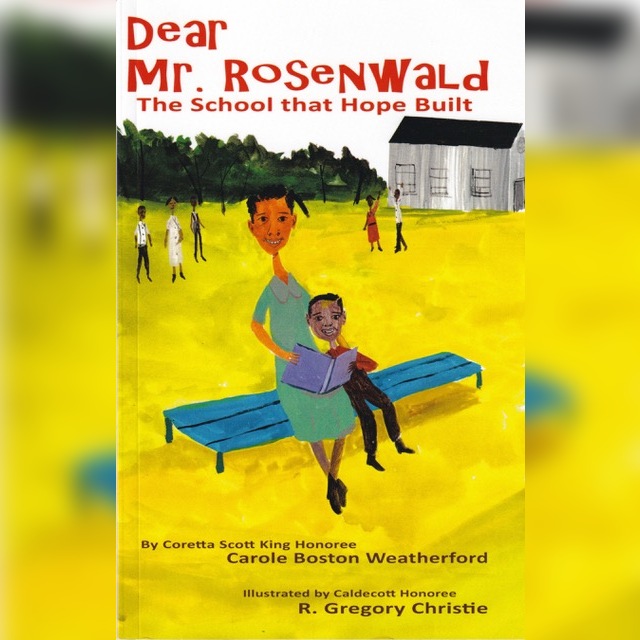 Dear
Mr. Rosenwald
The School that Hope Built
By Coretta Scott King Honoree
Carole Boston Weatherford
Illustrated by Caldecott Honoree
R. Gregory Christie